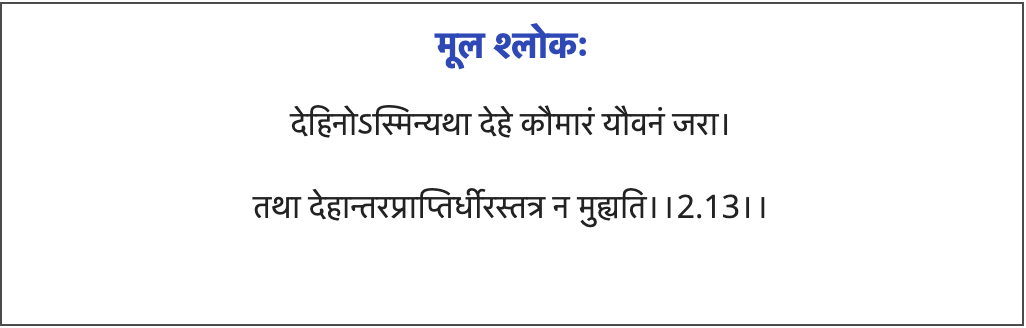 मूल श्लोकः
देहिनोऽस्मिन्यथा देहे कौमारं यौवनं जरा।
तथा देहान्तरप्राप्तिर्धीरस्तत्र न मुह्यति।।2.13।।